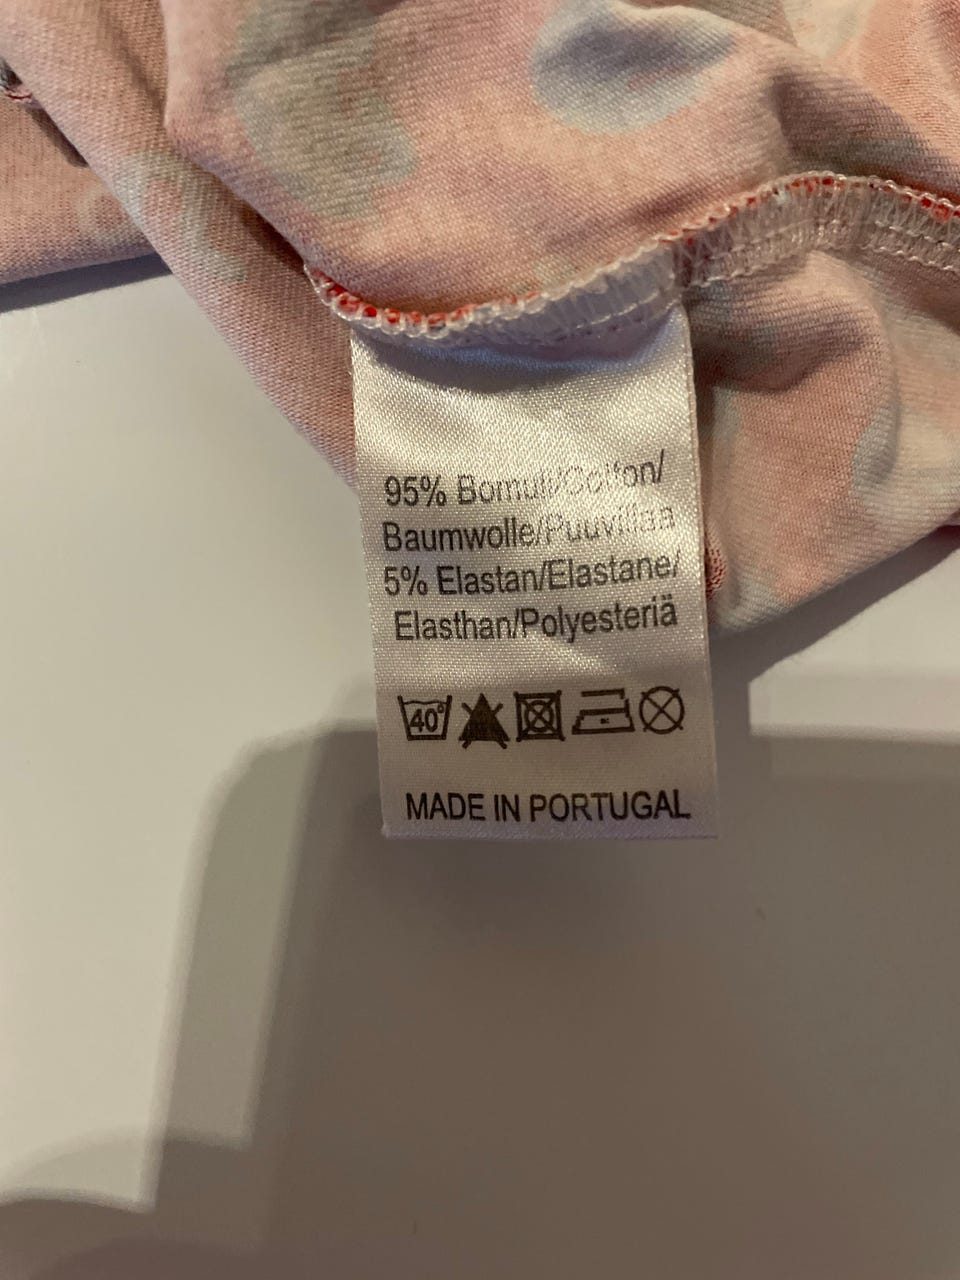 95% Bomull/Cotton/
Baumwolle/Puuvillaa
5% Elastan/Elastane/
Elasthan/Polyesteriä
40°
MADE IN PORTUGAL